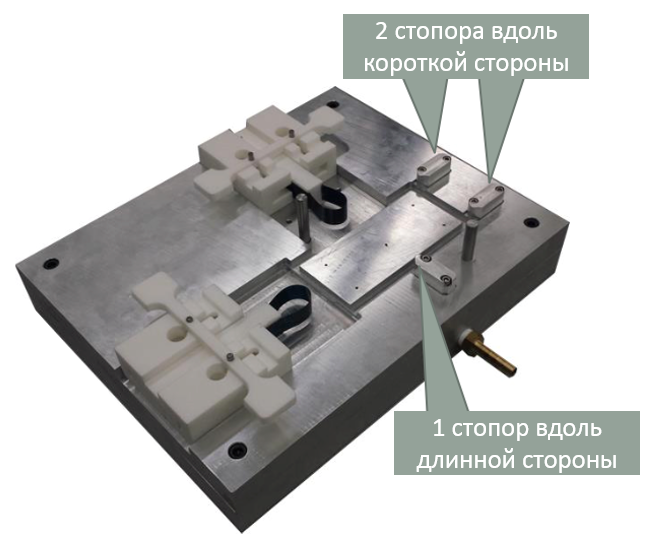 2 стопора вдоль
короткой стороны
1 стопор вдоль
длинной стороны